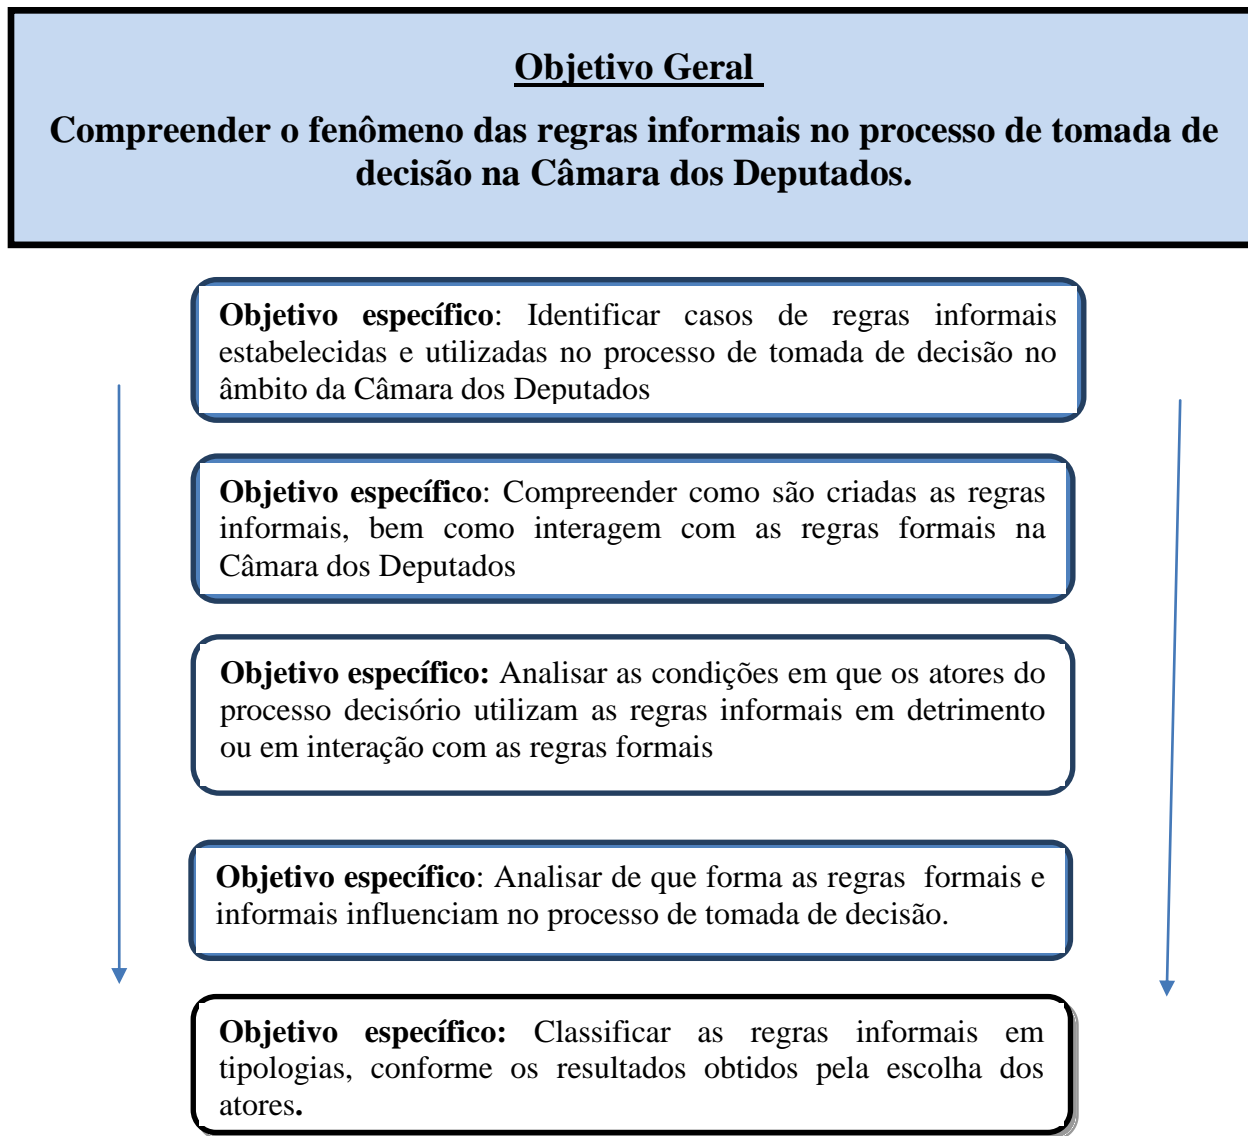 Objetivo Geral
Compreender o fenômeno das regras informais no processo de tomada de
decisão na Câmara dos Deputados.
Objetivo específico: Identificar casos de regras informais
estabelecidas e utilizadas no processo de tomada de decisão no
âmbito da Câmara dos Deputados
Objetivo específico: Compreender como são criadas as regras
informais, bem como interagem com as regras formais na
Câmara dos Deputados
Objetivo específico: Analisar as condições em que os atores do
processo decisório utilizam as regras informais em detrimento
ou em interação com as regras formais
Objetivo específico: Analisar de que forma as regras  formais e
informais influenciam no processo de tomada de decisão.
Objetivo específico: Classificar as regras informais em
tipologias, conforme os resultados obtidos pela escolha dos
atores.